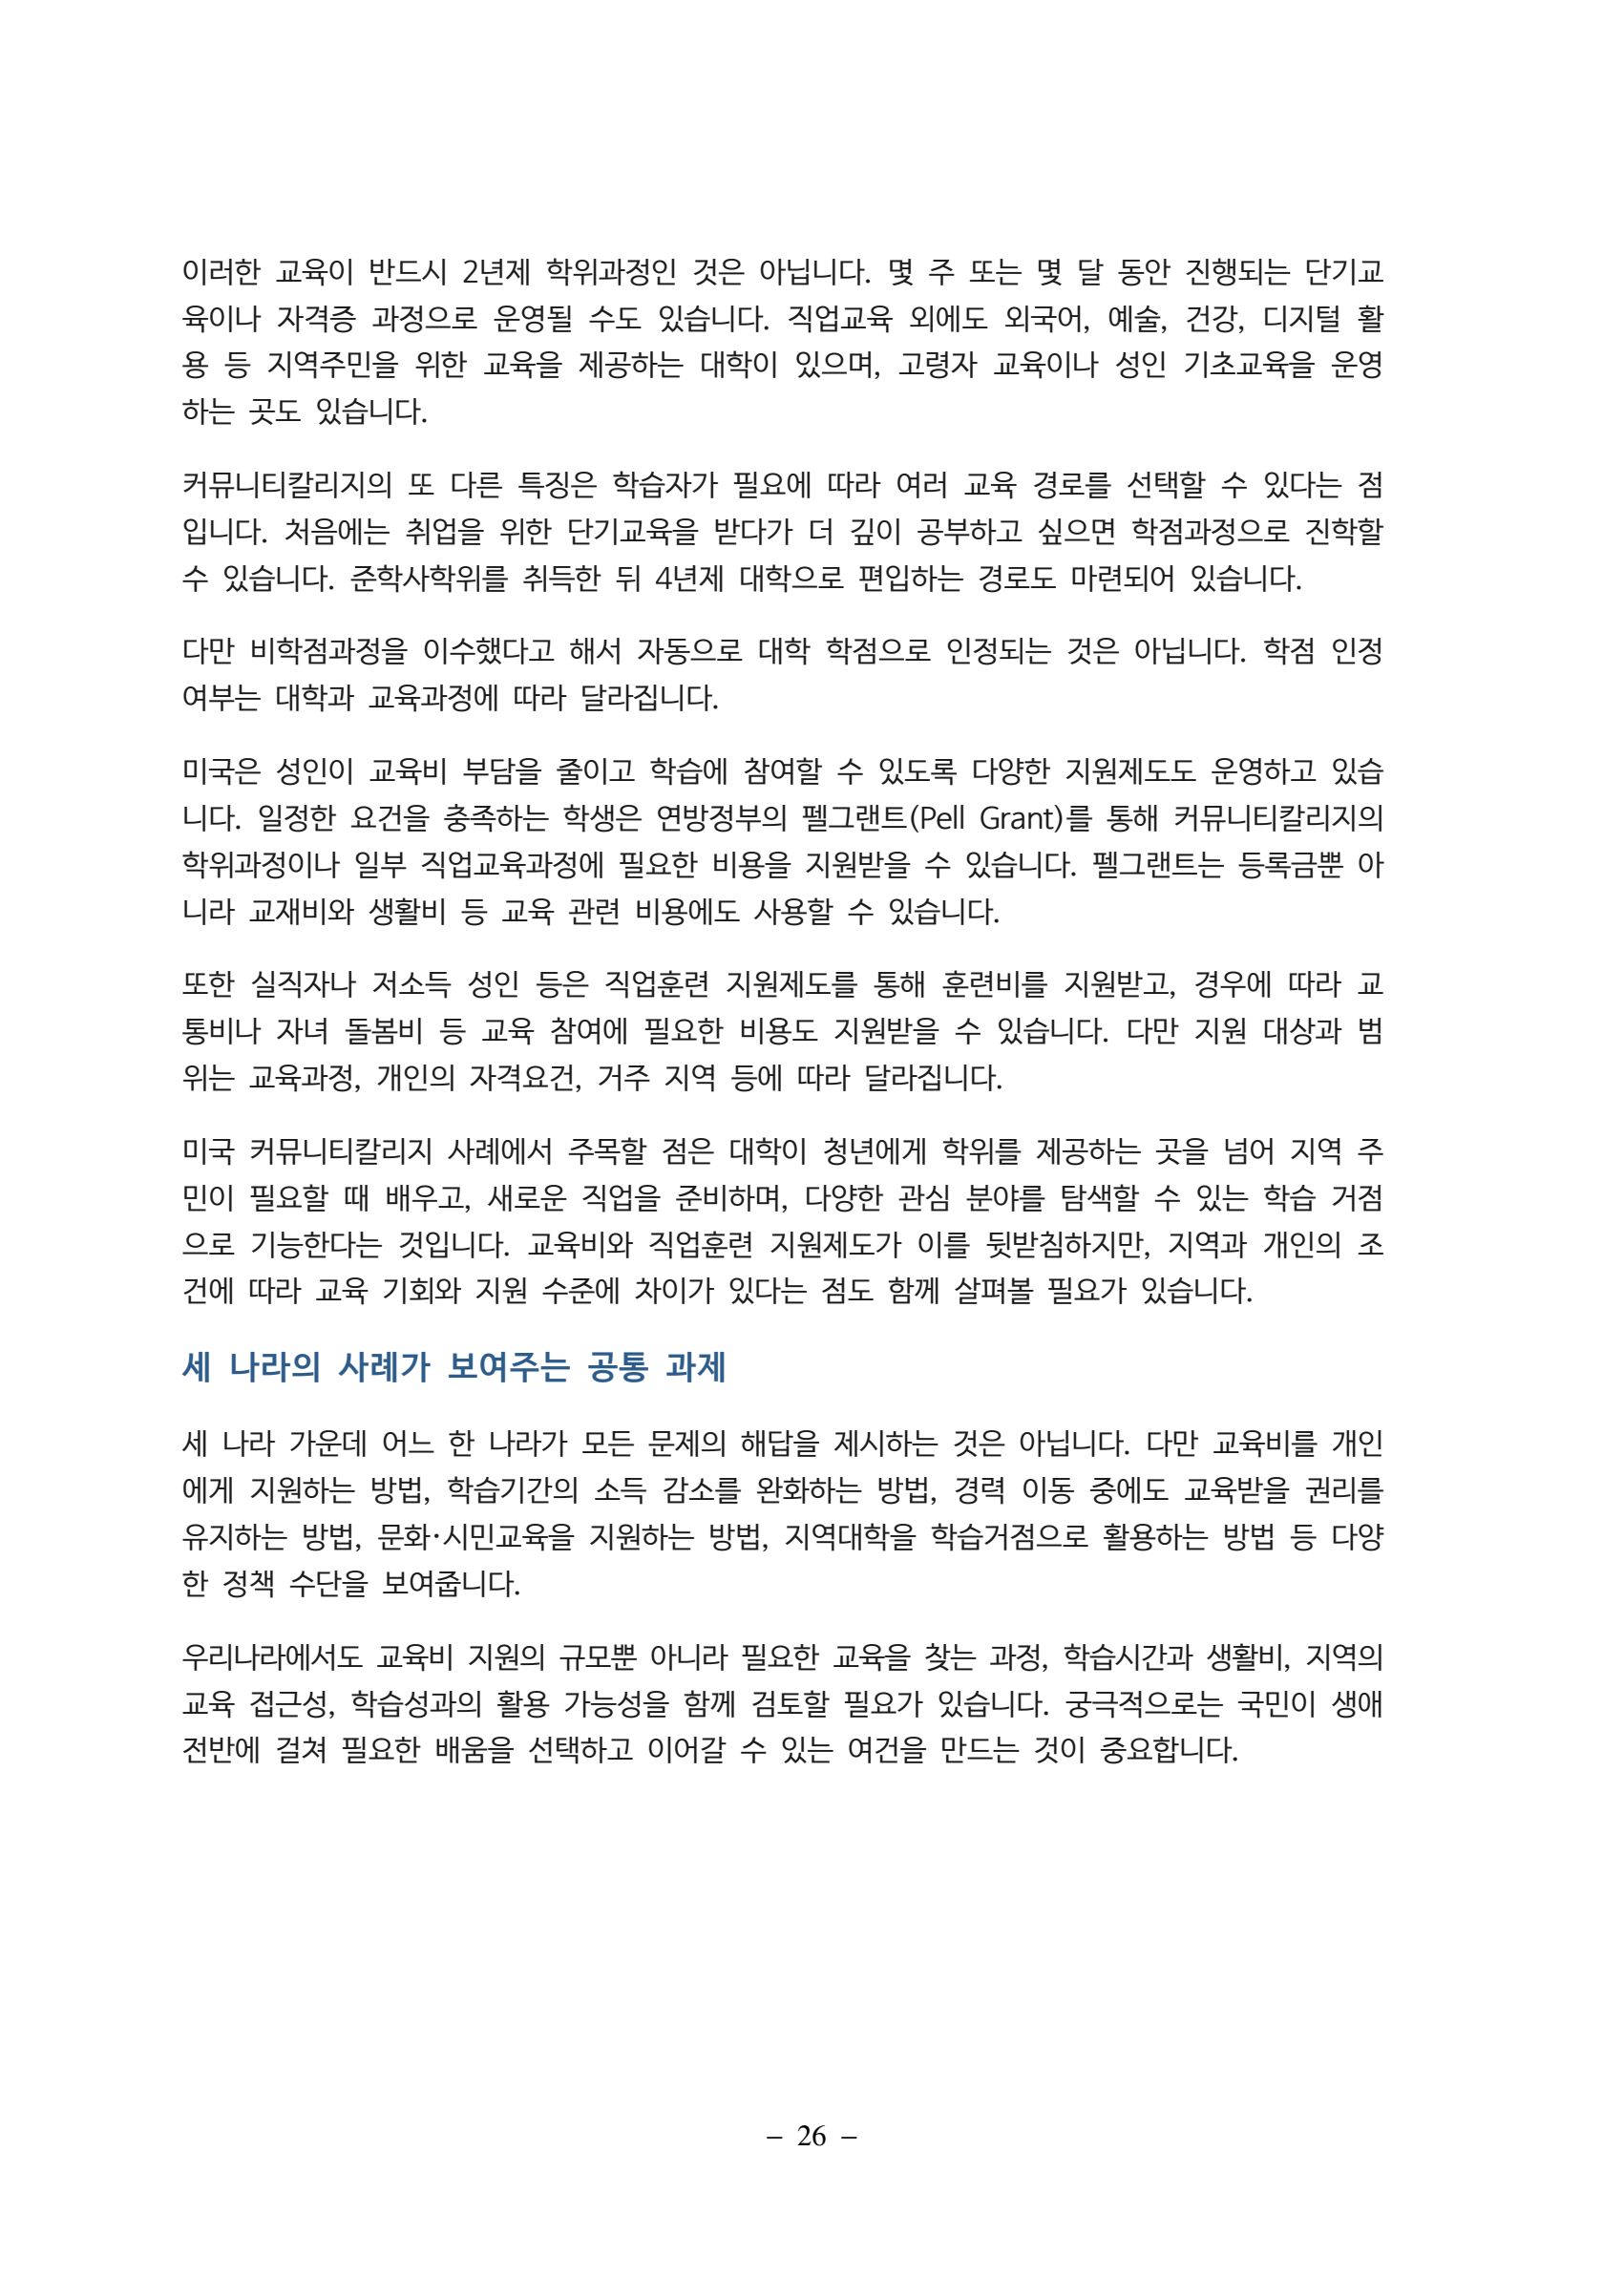 이러한 교육이 반드시 2년제 학위과정인 것은 아닙니다. 몇 주 또는 몇 달 동안 진행되는 단기교
육이나 자격증 과정으로 운영될 수도 있습니다. 직업교육 외에도 외국어, 예술, 건강, 디지털 활
용 등 지역주민을 위한 교육을 제공하는 대학이 있으며, 고령자 교육이나 성인 기초교육을 운영
하는 곳도 있습니다.
커뮤니티칼리지의 또 다른 특징은 학습자가 필요에 따라 여러 교육 경로를 선택할 수 있다는 점
입니다. 처음에는 취업을 위한 단기교육을 받다가 더 깊이 공부하고 싶으면 학점과정으로 진학할
수 있습니다. 준학사학위를 취득한 뒤 4년제 대학으로 편입하는 경로도 마련되어 있습니다.
다만 비학점과정을 이수했다고 해서 자동으로 대학 학점으로 인정되는 것은 아닙니다. 학점 인정
여부는 대학과 교육과정에 따라 달라집니다.
미국은 성인이 교육비 부담을 줄이고 학습에 참여할 수 있도록 다양한 지원제도도 운영하고 있습
니다. 일정한 요건을 충족하는 학생은 연방정부의 펠그랜트(Pell Grant)를 통해 커뮤니티칼리지의
학위과정이나 일부 직업교육과정에 필요한 비용을 지원받을 수 있습니다. 펠그랜트는 등록금뿐 아
니라 교재비와 생활비 등 교육 관련 비용에도 사용할 수 있습니다.
또한 실직자나 저소득 성인 등은 직업훈련 지원제도를 통해 훈련비를 지원받고, 경우에 따라 교
통비나 자녀 돌봄비 등 교육 참여에 필요한 비용도 지원받을 수 있습니다. 다만 지원 대상과 범
위는 교육과정, 개인의 자격요건, 거주 지역 등에 따라 달라집니다.
미국 커뮤니티칼리지 사례에서 주목할 점은 대학이 청년에게 학위를 제공하는 곳을 넘어 지역 주
민이 필요할 때 배우고, 새로운 직업을 준비하며, 다양한 관심 분야를 탐색할 수 있는 학습 거점
으로 기능한다는 것입니다. 교육비와 직업훈련 지원제도가 이를 뒷받침하지만, 지역과 개인의 조
건에 따라 교육 기회와 지원 수준에 차이가 있다는 점도 함께 살펴볼 필요가 있습니다.
세 나라의 사례가 보여주는 공통 과제
세 나라 가운데 어느 한 나라가 모든 문제의 해답을 제시하는 것은 아닙니다. 다만 교육비를 개인
에게 지원하는 방법, 학습기간의 소득 감소를 완화하는 방법, 경력 이동 중에도 교육받을 권리를
유지하는 방법, 문화·시민교육을 지원하는 방법, 지역대학을 학습거점으로 활용하는 방법 등 다양
한 정책 수단을 보여줍니다.
우리나라에서도 교육비 지원의 규모뿐 아니라 필요한 교육을 찾는 과정, 학습시간과 생활비, 지역의
교육 접근성, 학습성과의 활용 가능성을 함께 검토할 필요가 있습니다. 궁극적으로는 국민이 생애
전반에 걸쳐 필요한 배움을 선택하고 이어갈 수 있는 여건을 만드는 것이 중요합니다.
– 26 –